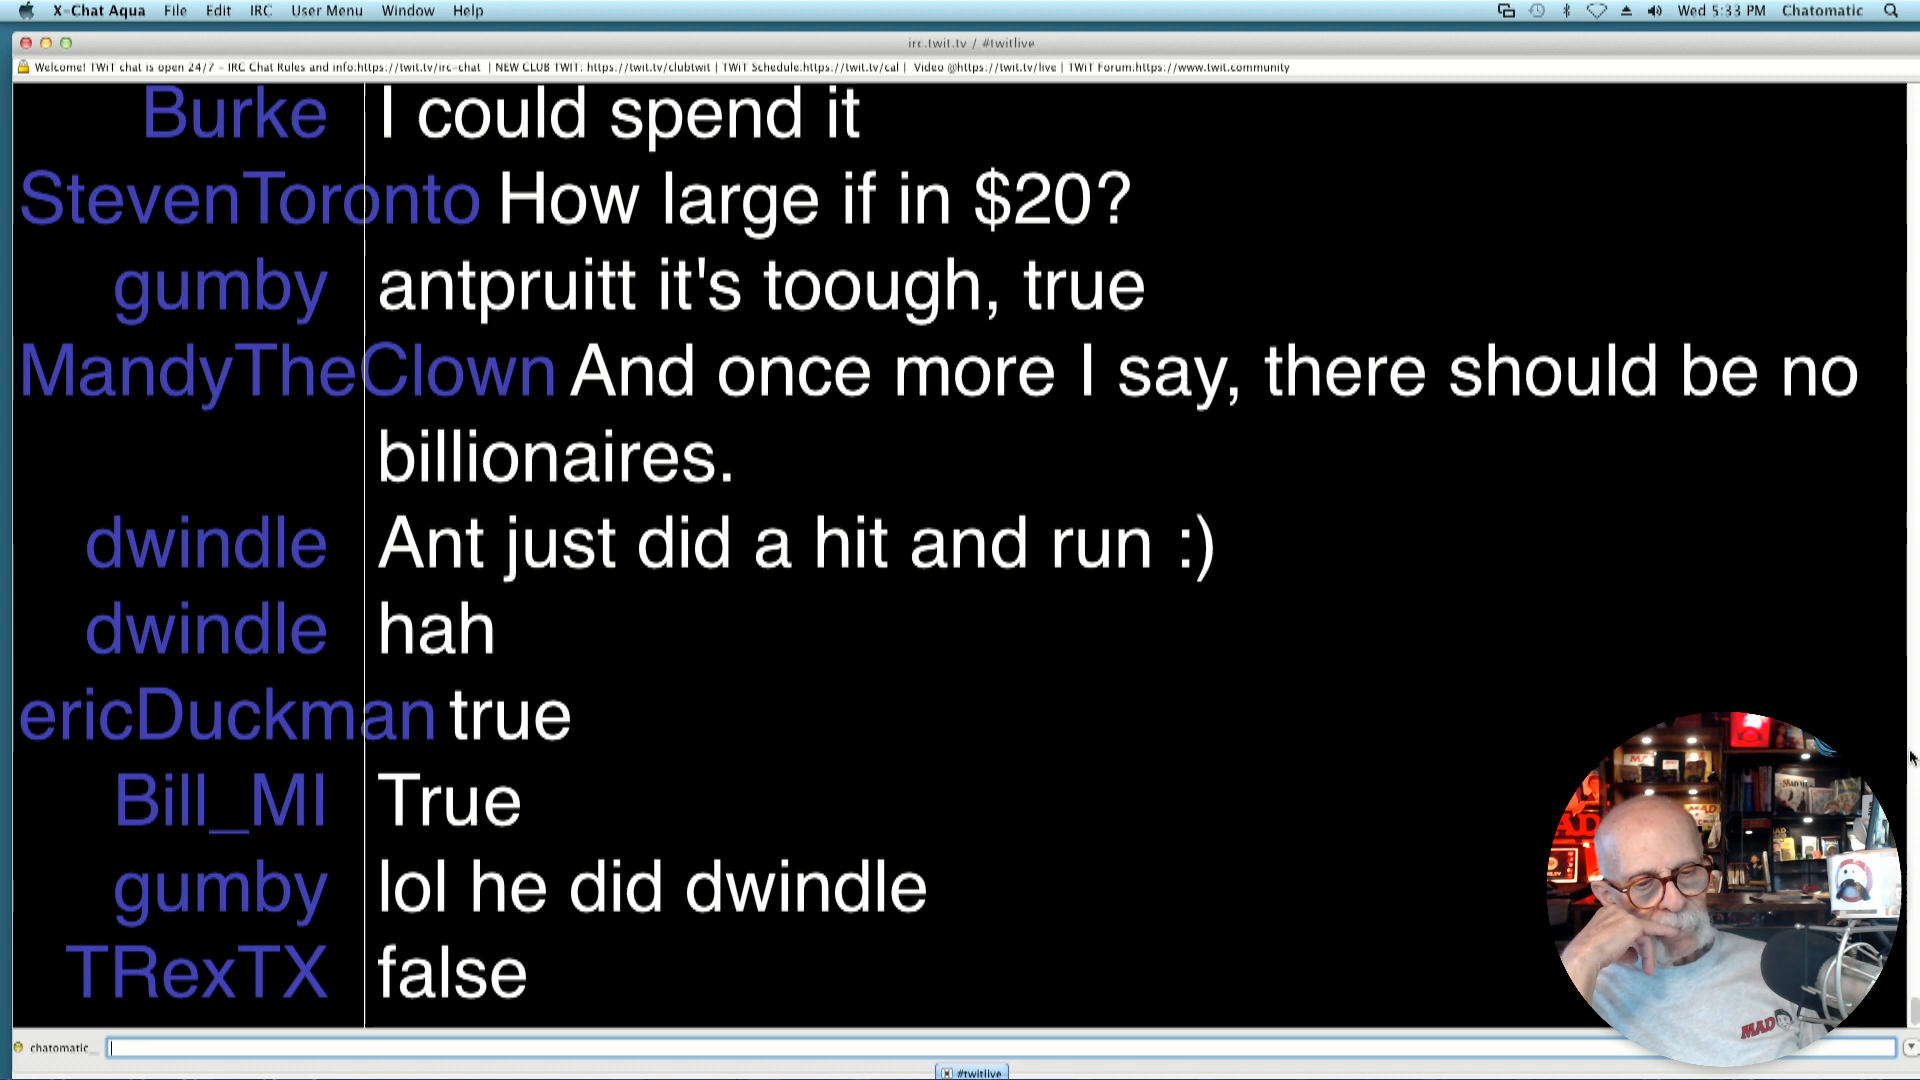 X-Chat Aqua File Edit IRC User Menu Window Help Wed 5:33 PM Chatomatic
irc.twit.tv / #twitlive
Welcome! TWiT chat is open 24/7 - IRC Chat Rules and info:https://twit.tv/irc-chat | NEW CLUB TWIT: https://twit.tv/clubtwit | TWiT Schedule:https://twit.tv/cal | Video @https://twit.tv/live | TWiT Forum:https://www.twit.community
Burke I could spend it
StevenToronto How large if in $20?
gumby antpruitt it's toough, true
MandyTheClown And once more I say, there should be no
billionaires.
dwindle Ant just did a hit and run :)
dwindle hah
ericDuckman true
Bill_MI True
gumby lol he did dwindle
TRexTX false
MAD
MAD
chatomatic_
#twitlive